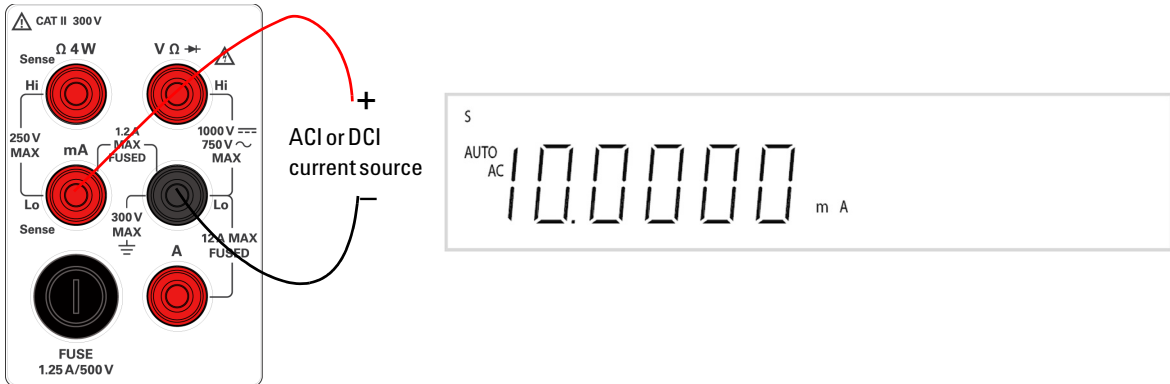 ⚠ CAT II 300 V
Ω 4 W
Sense
V Ω
Hi
Hi
250 V
MAX
mA
1.2 A
MAX
FUSED
1000 V ⎓
750 V ∼
MAX
Lo
Sense
300 V
MAX
Lo
12 A MAX
FUSED
A
FUSE
1.25 A/500 V
+
ACI or DCI
current source
–
S
AUTO
AC
10.0000
m A